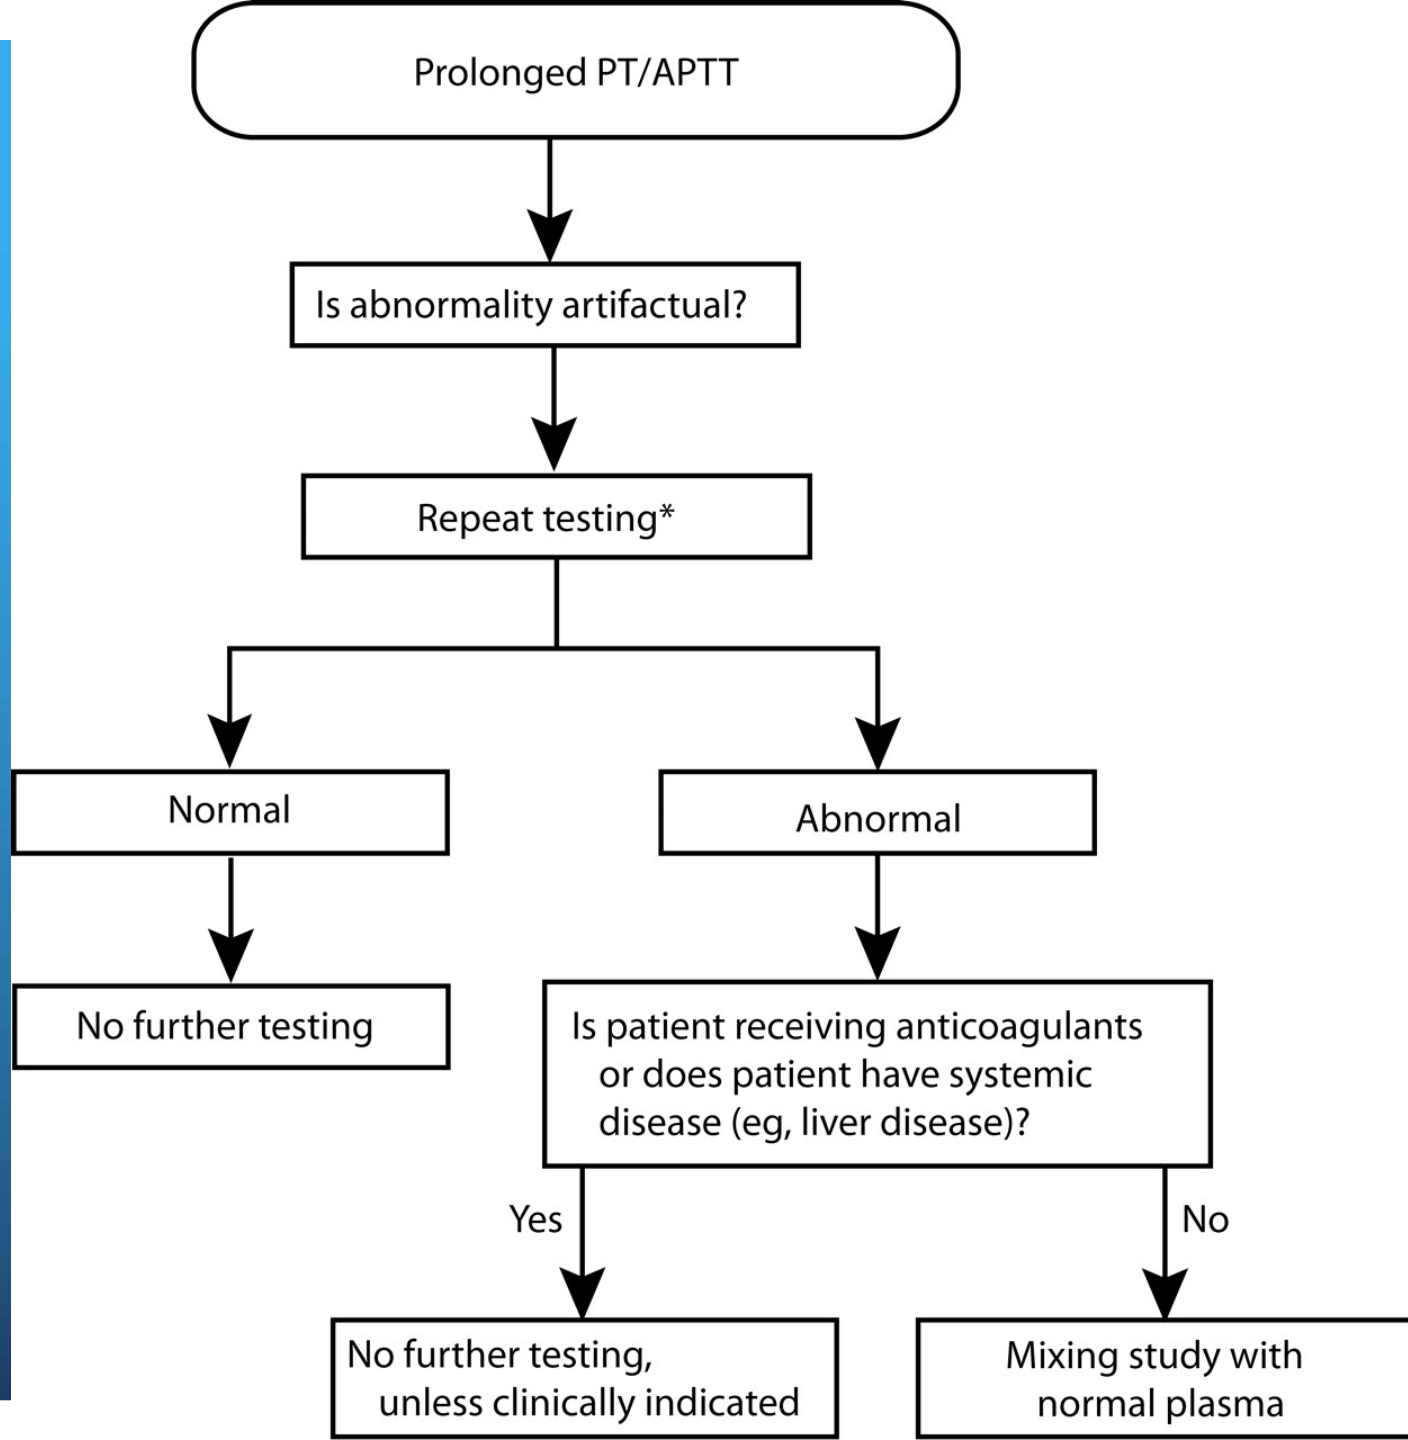 Prolonged PT/APTT
Is abnormality artifactual?
Repeat testing*
Normal
Abnormal
No further testing
Is patient receiving anticoagulants
or does patient have systemic
disease (eg, liver disease)?
Yes
No
No further testing,
unless clinically indicated
Mixing study with
normal plasma